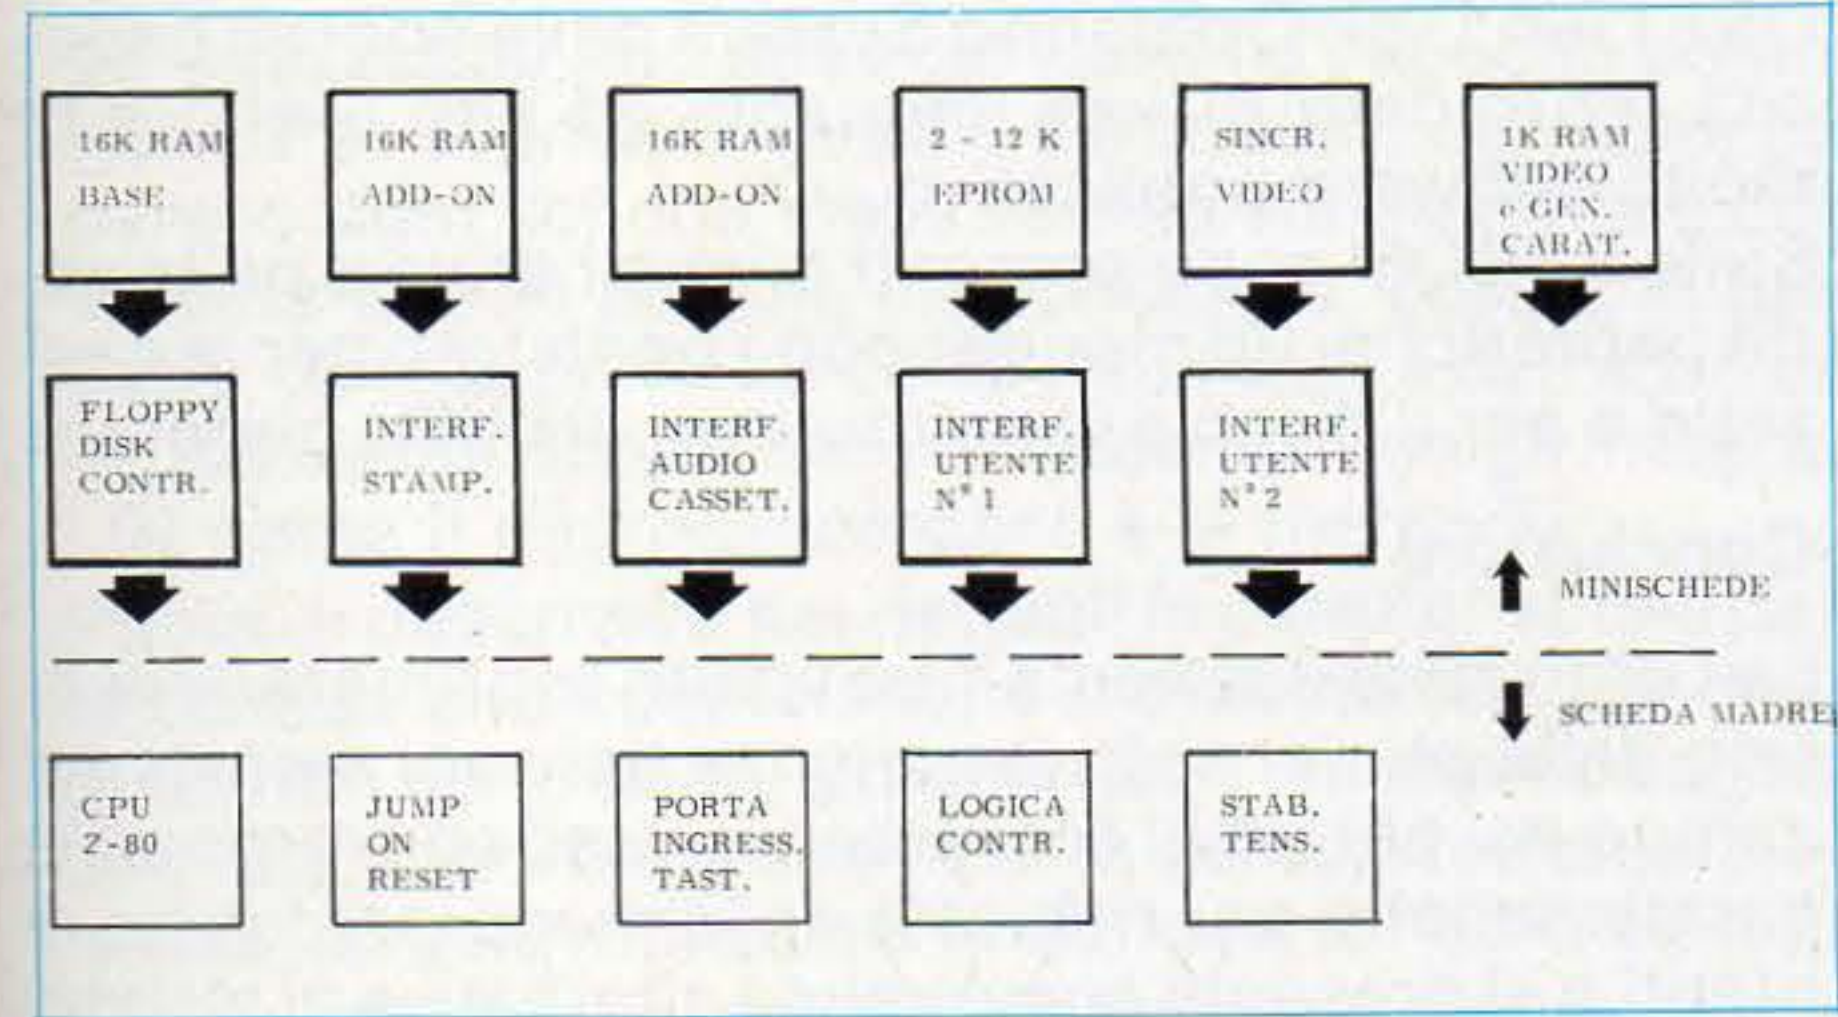 16K RAM
BASE
16K RAM
ADD-ON
16K RAM
ADD-ON
2 - 12 K
EPROM
SINCR.
VIDEO
1K RAM
VIDEO
e GEN.
CARAT.
FLOPPY
DISK
CONTR.
INTERF.
STAMP.
INTERF.
AUDIO
CASSET.
INTERF.
UTENTE
N° 1
INTERF.
UTENTE
N° 2
MINISCHEDE
SCHEDA MADRE
CPU
Z-80
JUMP
ON
RESET
PORTA
INGRESS.
TAST.
LOGICA
CONTR.
STAB.
TENS.